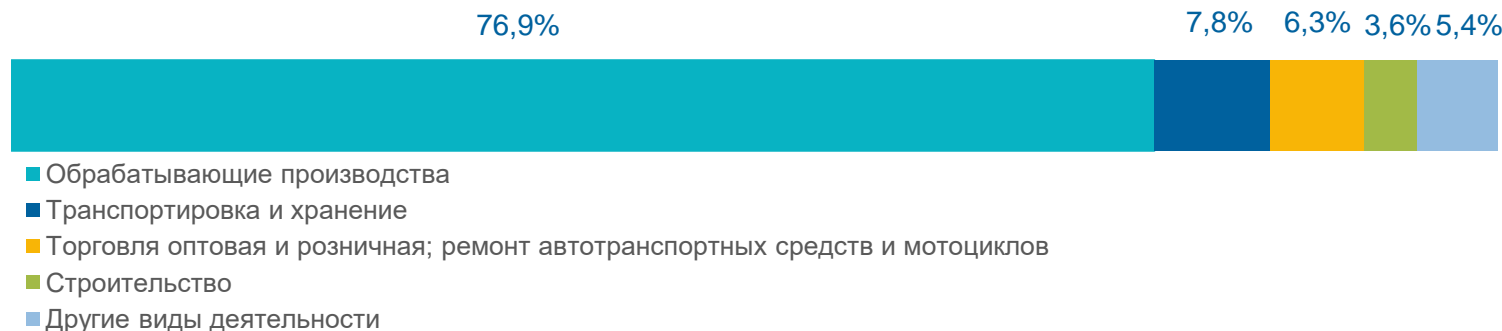 76,9% 7,8% 6,3% 3,6% 5,4%
Обрабатывающие производства
Транспортировка и хранение
Торговля оптовая и розничная; ремонт автотранспортных средств и мотоциклов
Строительство
Другие виды деятельности